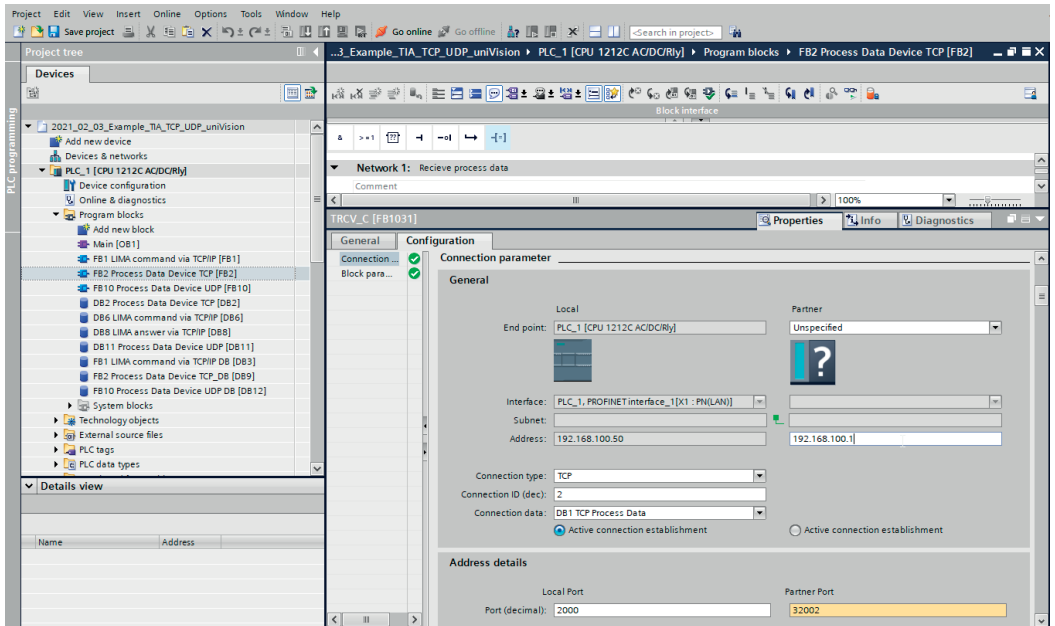 Project Edit View Insert Online Options Tools Window Help
Save project Go online Go offline <Search in project>
Project tree
...3_Example_TIA_TCP_UDP_uniVision PLC_1 [CPU 1212C AC/DC/Rly] Program blocks FB2 Process Data Device TCP [FB2]
Devices
PLC programming
Block interface
2021_02_03_Example_TIA_TCP_UDP_uniVision
Add new device
Devices & networks
PLC_1 [CPU 1212C AC/DC/Rly]
Device configuration
Online & diagnostics
Program blocks
Add new block
Main [OB1]
FB1 LIMA command via TCP/IP [FB1]
FB2 Process Data Device TCP [FB2]
FB10 Process Data Device UDP [FB10]
DB2 Process Data Device TCP [DB2]
DB6 LIMA command via TCP/IP [DB6]
DB8 LIMA answer via TCP/IP [DB8]
DB11 Process Data Device UDP [DB11]
FB1 LIMA command via TCP/IP DB [DB3]
FB2 Process Data Device TCP_DB [DB9]
FB10 Process Data Device UDP DB [DB12]
System blocks
Technology objects
External source files
PLC tags
PLC data types
Details view
Name Address
& >=1 ??
Network 1: Recieve process data
Comment
100%
TRCV_C [FB1031]
Properties Info Diagnostics
General Configuration
Connection ...
Block para...
Connection parameter
General
Local Partner
End point: PLC_1 [CPU 1212C AC/DC/Rly] Unspecified
?
Interface: PLC_1, PROFINET interface_1[X1 : PN(LAN)]
Subnet:
Address: 192.168.100.50 192.168.100.1
Connection type: TCP
Connection ID (dec): 2
Connection data: DB1 TCP Process Data
Active connection establishment Active connection establishment
Address details
Local Port Partner Port
Port (decimal): 2000 32002